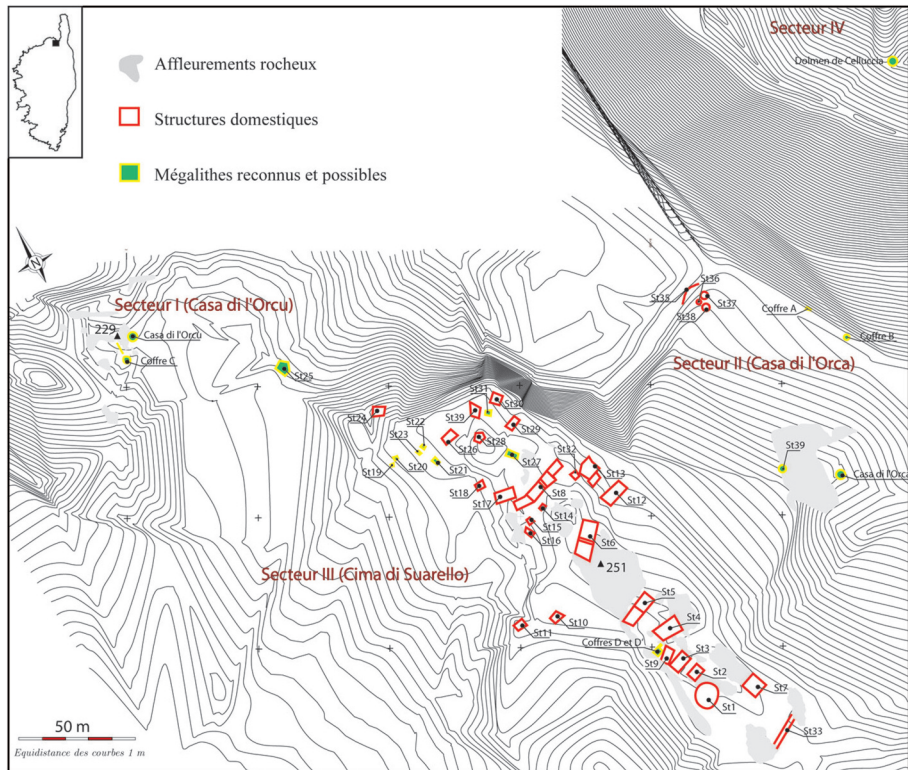 Secteur IV
Dolmen de Celluccia
Affleurements rocheux
Structures domestiques
Mégalithes reconnus et possibles
N
St36
St35
St37
St38
Coffre A
Coffre B
Secteur I (Casa di l'Orcu)
229
Casa di l'Orcu
Coffre C
St25
Secteur II (Casa di l'Orca)
St31
St30
St39
St24
St22
St29
St23
St26
St28
St32
St39
St19
St20
St21
St27
St13
Casa di l'Orca
St18
St8
St12
St17
St14
St15
St16
St6
Secteur III (Cima di Suarello)
251
St5
St10
St11
St4
Coffres D et D'
St3
St9
St2
St7
St1
St33
50 m
Equidistance des courbes 1 m